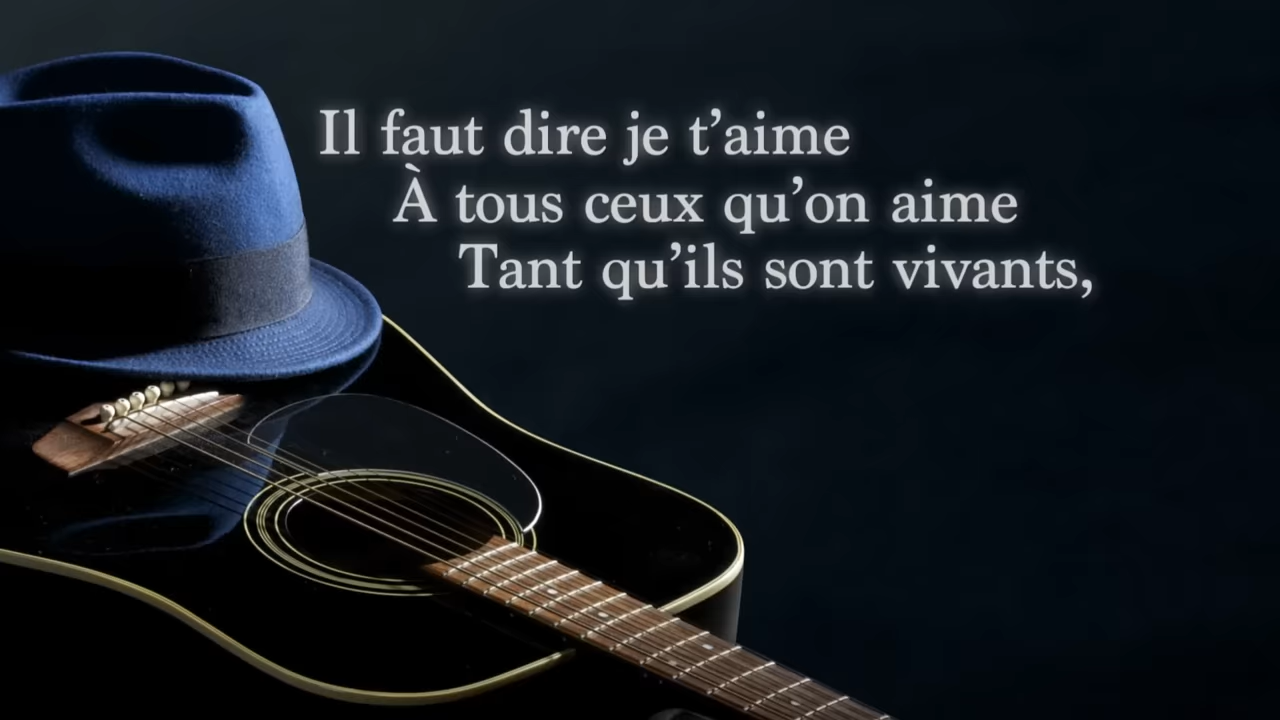 Il faut dire je t’aime
À tous ceux qu’on aime
Tant qu’ils sont vivants,